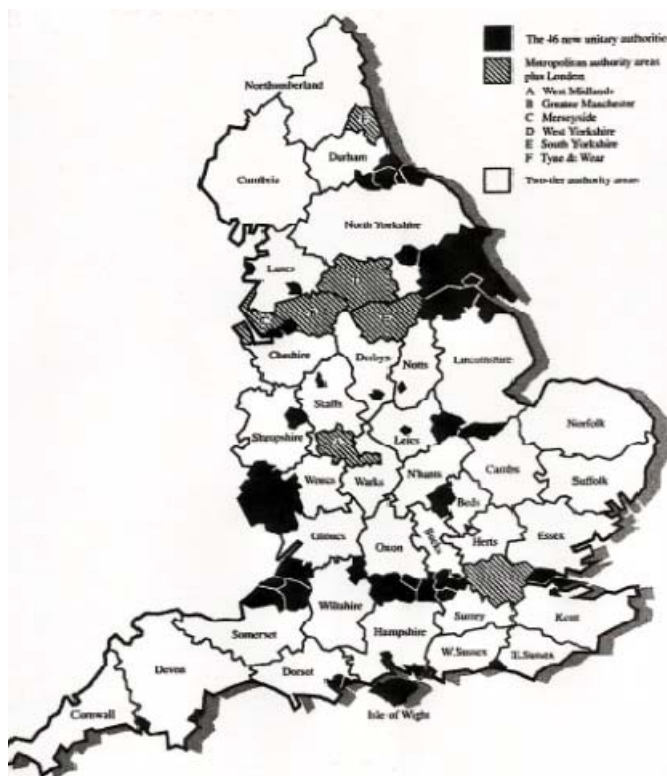 The 46 new unitary authorities
Metropolitan authority areas
plus London
A West Midlands
B Greater Manchester
C Merseyside
D West Yorkshire
E South Yorkshire
F Tyne & Wear
Two-tier authority areas
Northumberland
Durham
Cumbria
North Yorkshire
Lancs
Cheshire
Derbys
Notts
Lincolnshire
Staffs
Shropshire
Leics
Norfolk
Worcs
Warks
N'hants
Cambs
Suffolk
Beds
Gloucs
Oxon
Bucks
Herts
Essex
Wiltshire
Surrey
Kent
Somerset
Hampshire
W.Sussex
E.Sussex
Devon
Dorset
Cornwall
Isle of Wight